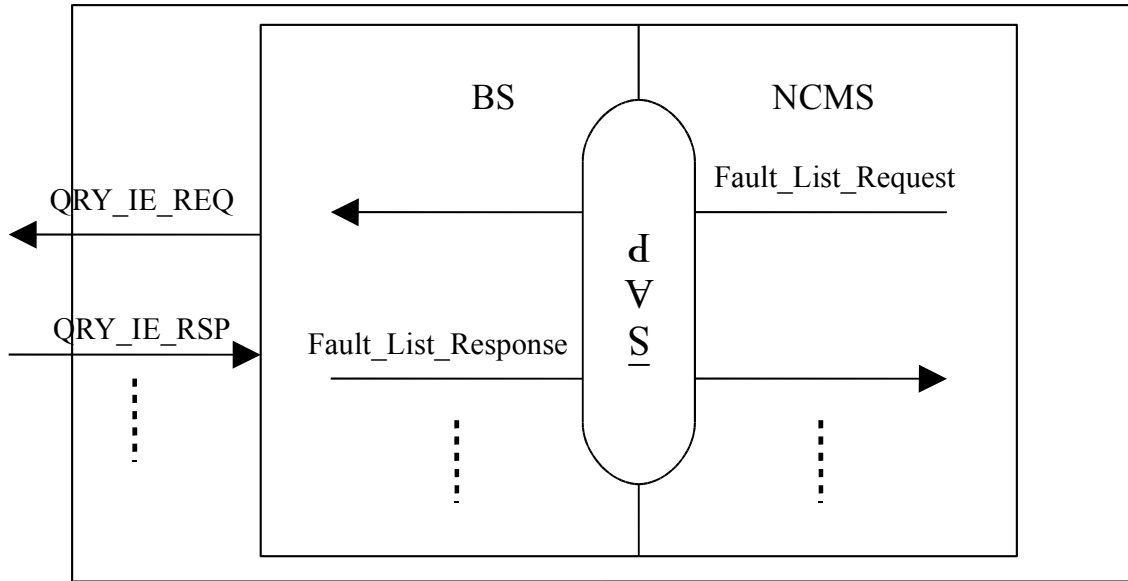 BS
NCMS
Fault_List_Request
QRY_IE_REQ
P
A
S
QRY_IE_RSP
Fault_List_Response